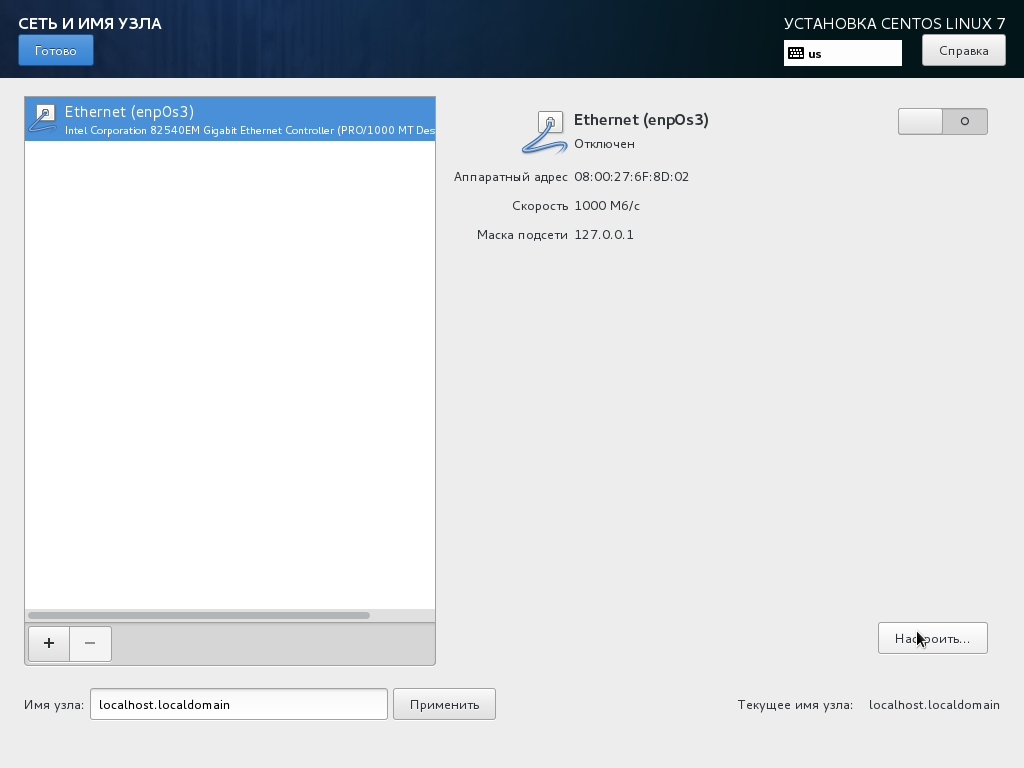 СЕТЬ И ИМЯ УЗЛА
УСТАНОВКА CENTOS LINUX 7
Готово
us
Справка
Ethernet (enp0s3)
Intel Corporation 82540EM Gigabit Ethernet Controller (PRO/1000 MT Des
Ethernet (enp0s3)
Отключен
Аппаратный адрес 08:00:27:6F:8D:02
Скорость 1000 Мб/с
Маска подсети 127.0.0.1
Настроить...
Имя узла: localhost.localdomain Применить
Текущее имя узла: localhost.localdomain